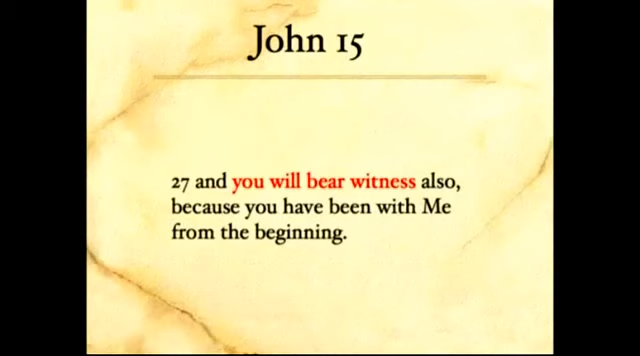 John 15
27 and you will bear witness also,
because you have been with Me
from the beginning.